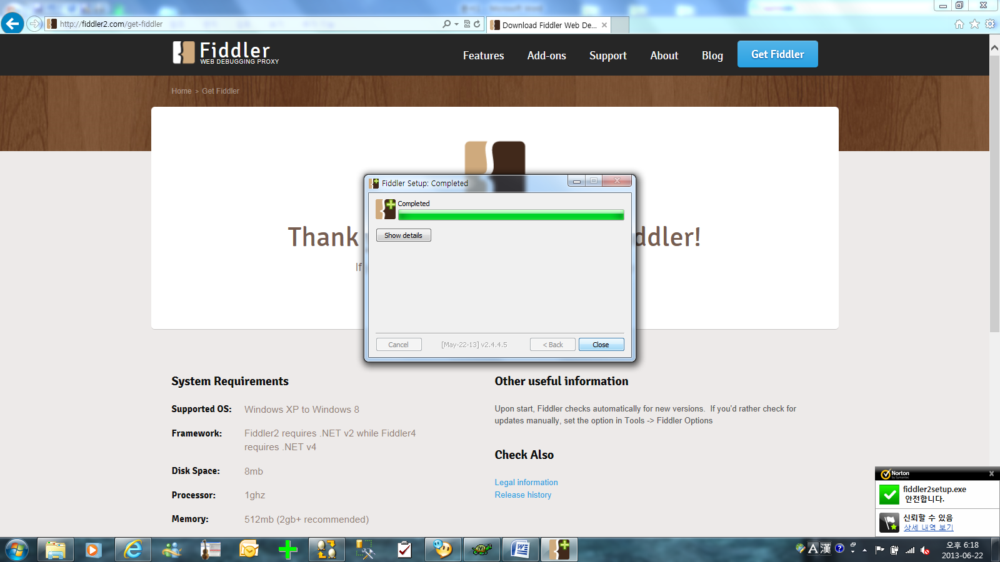 http://fiddler2.com/get-fiddler
Download Fiddler Web De...
Fiddler
WEB DEBUGGING PROXY
Features
Add-ons
Support
About
Blog
Get Fiddler
Home > Get Fiddler
Fiddler Setup: Completed
Completed
Show details
Thank
ddler!
If
Cancel
[May-22-13] v2.4.4.5
< Back
Close
System Requirements
Supported OS: Windows XP to Windows 8
Framework: Fiddler2 requires .NET v2 while Fiddler4
requires .NET v4
Disk Space: 8mb
Processor: 1ghz
Memory: 512mb (2gb+ recommended)
Other useful information
Upon start, Fiddler checks automatically for new versions. If you'd rather check for
updates manually, set the option in Tools -> Fiddler Options
Check Also
Legal information
Release history
Norton
by Symantec
fiddler2setup.exe
안전합니다.
신뢰할 수 있음
상세 내역 보기
A 漢
오후 6:18
2013-06-22